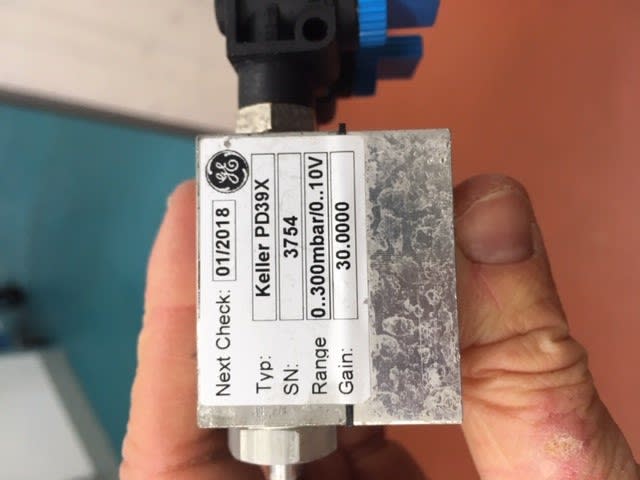 GE
Next Check: 01/2018
Typ: Keller PD39X
SN: 3754
Range 0..300mbar/0..10V
Gain: 30.0000